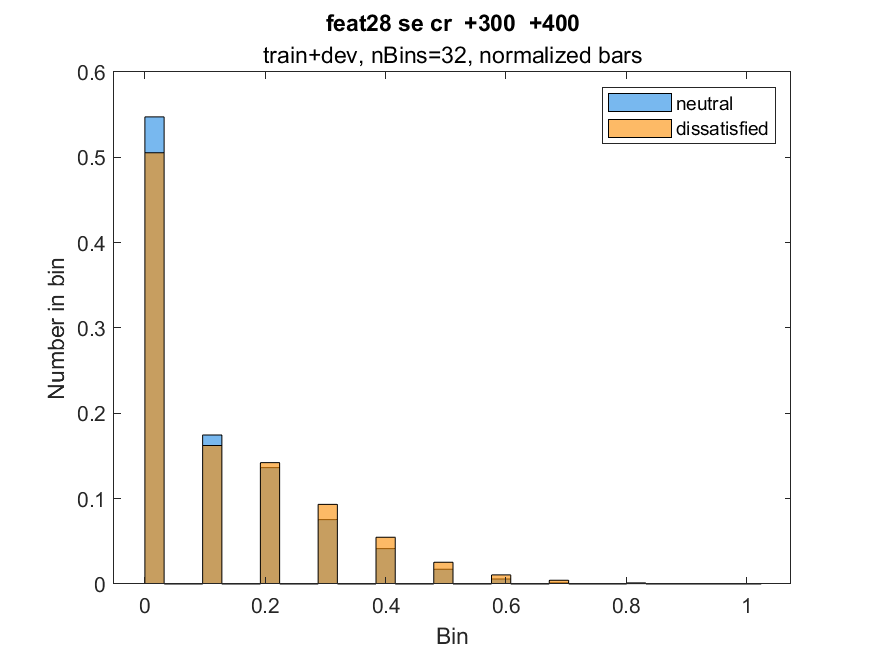 feat28 se cr  +300  +400
train+dev, nBins=32, normalized bars
neutral
dissatisfied
Number in bin
0.6
0.5
0.4
0.3
0.2
0.1
0
0 0.2 0.4 0.6 0.8 1
Bin